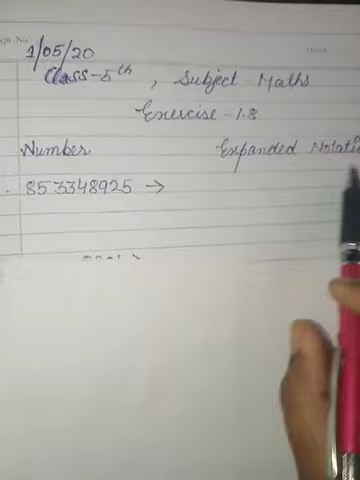 1/05/20
Class-5th, Subject Maths
Exercise-1.8
Number Expanded Notati
853348925 →